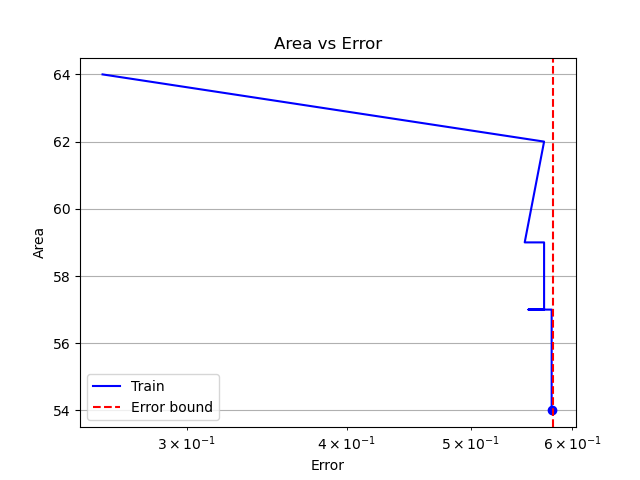 Area vs Error
64
62
60
58
56
54
Area
Train
Error bound
3 × 10⁻¹
4 × 10⁻¹
5 × 10⁻¹
6 × 10⁻¹
Error